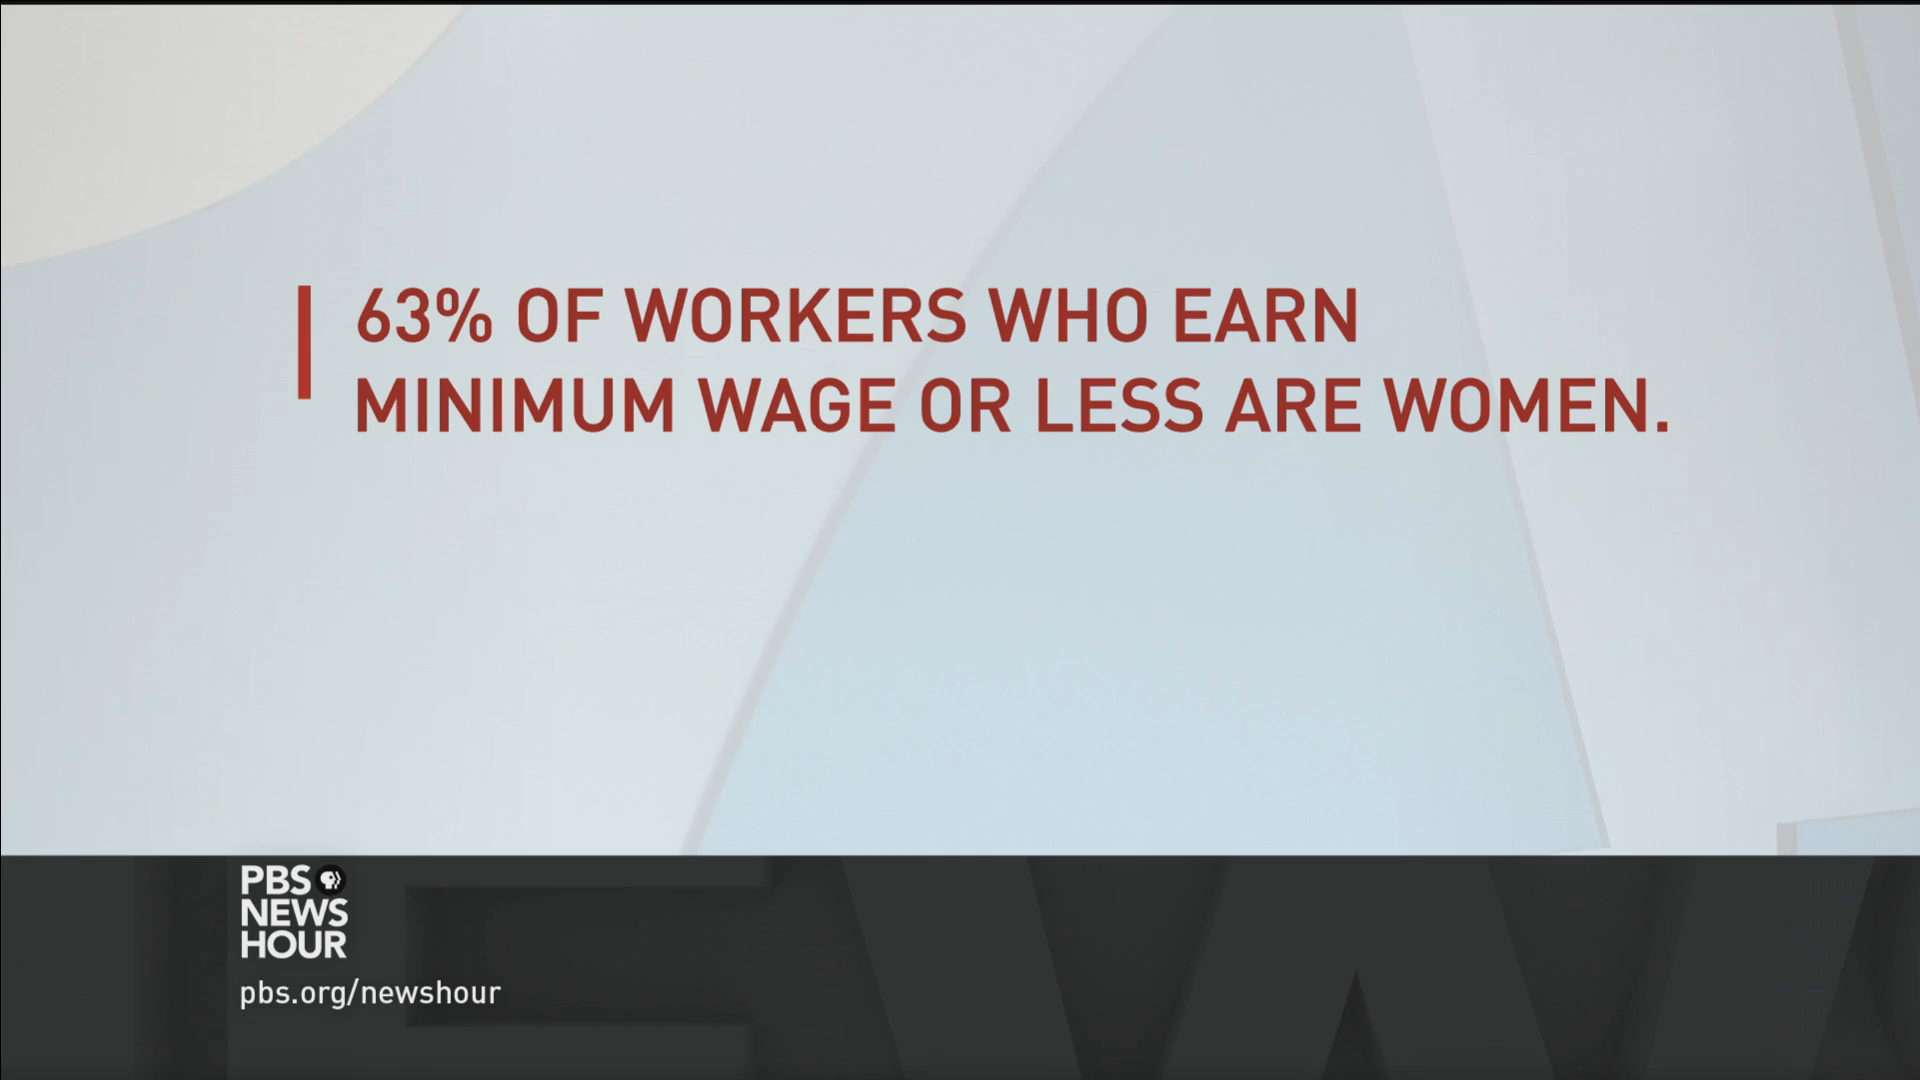 63% OF WORKERS WHO EARN
MINIMUM WAGE OR LESS ARE WOMEN.
PBS
NEWS
HOUR
pbs.org/newshour